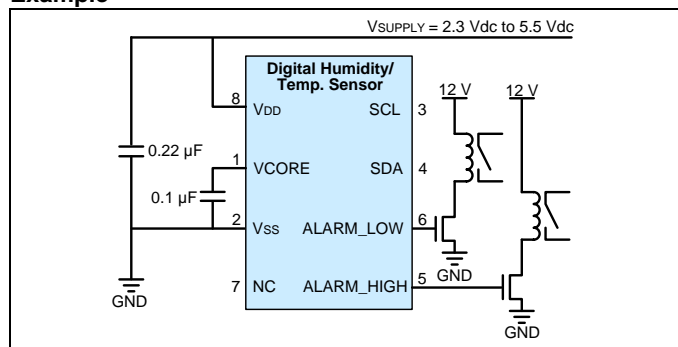 Example
VSUPPLY = 2.3 Vdc to 5.5 Vdc
Digital Humidity/
Temp. Sensor
12 V
12 V
8
VDD
SCL
3
0.22 µF
1
VCORE
SDA
4
0.1 µF
2
VSS
ALARM_LOW
6
GND
7
NC
ALARM_HIGH
5
GND
GND